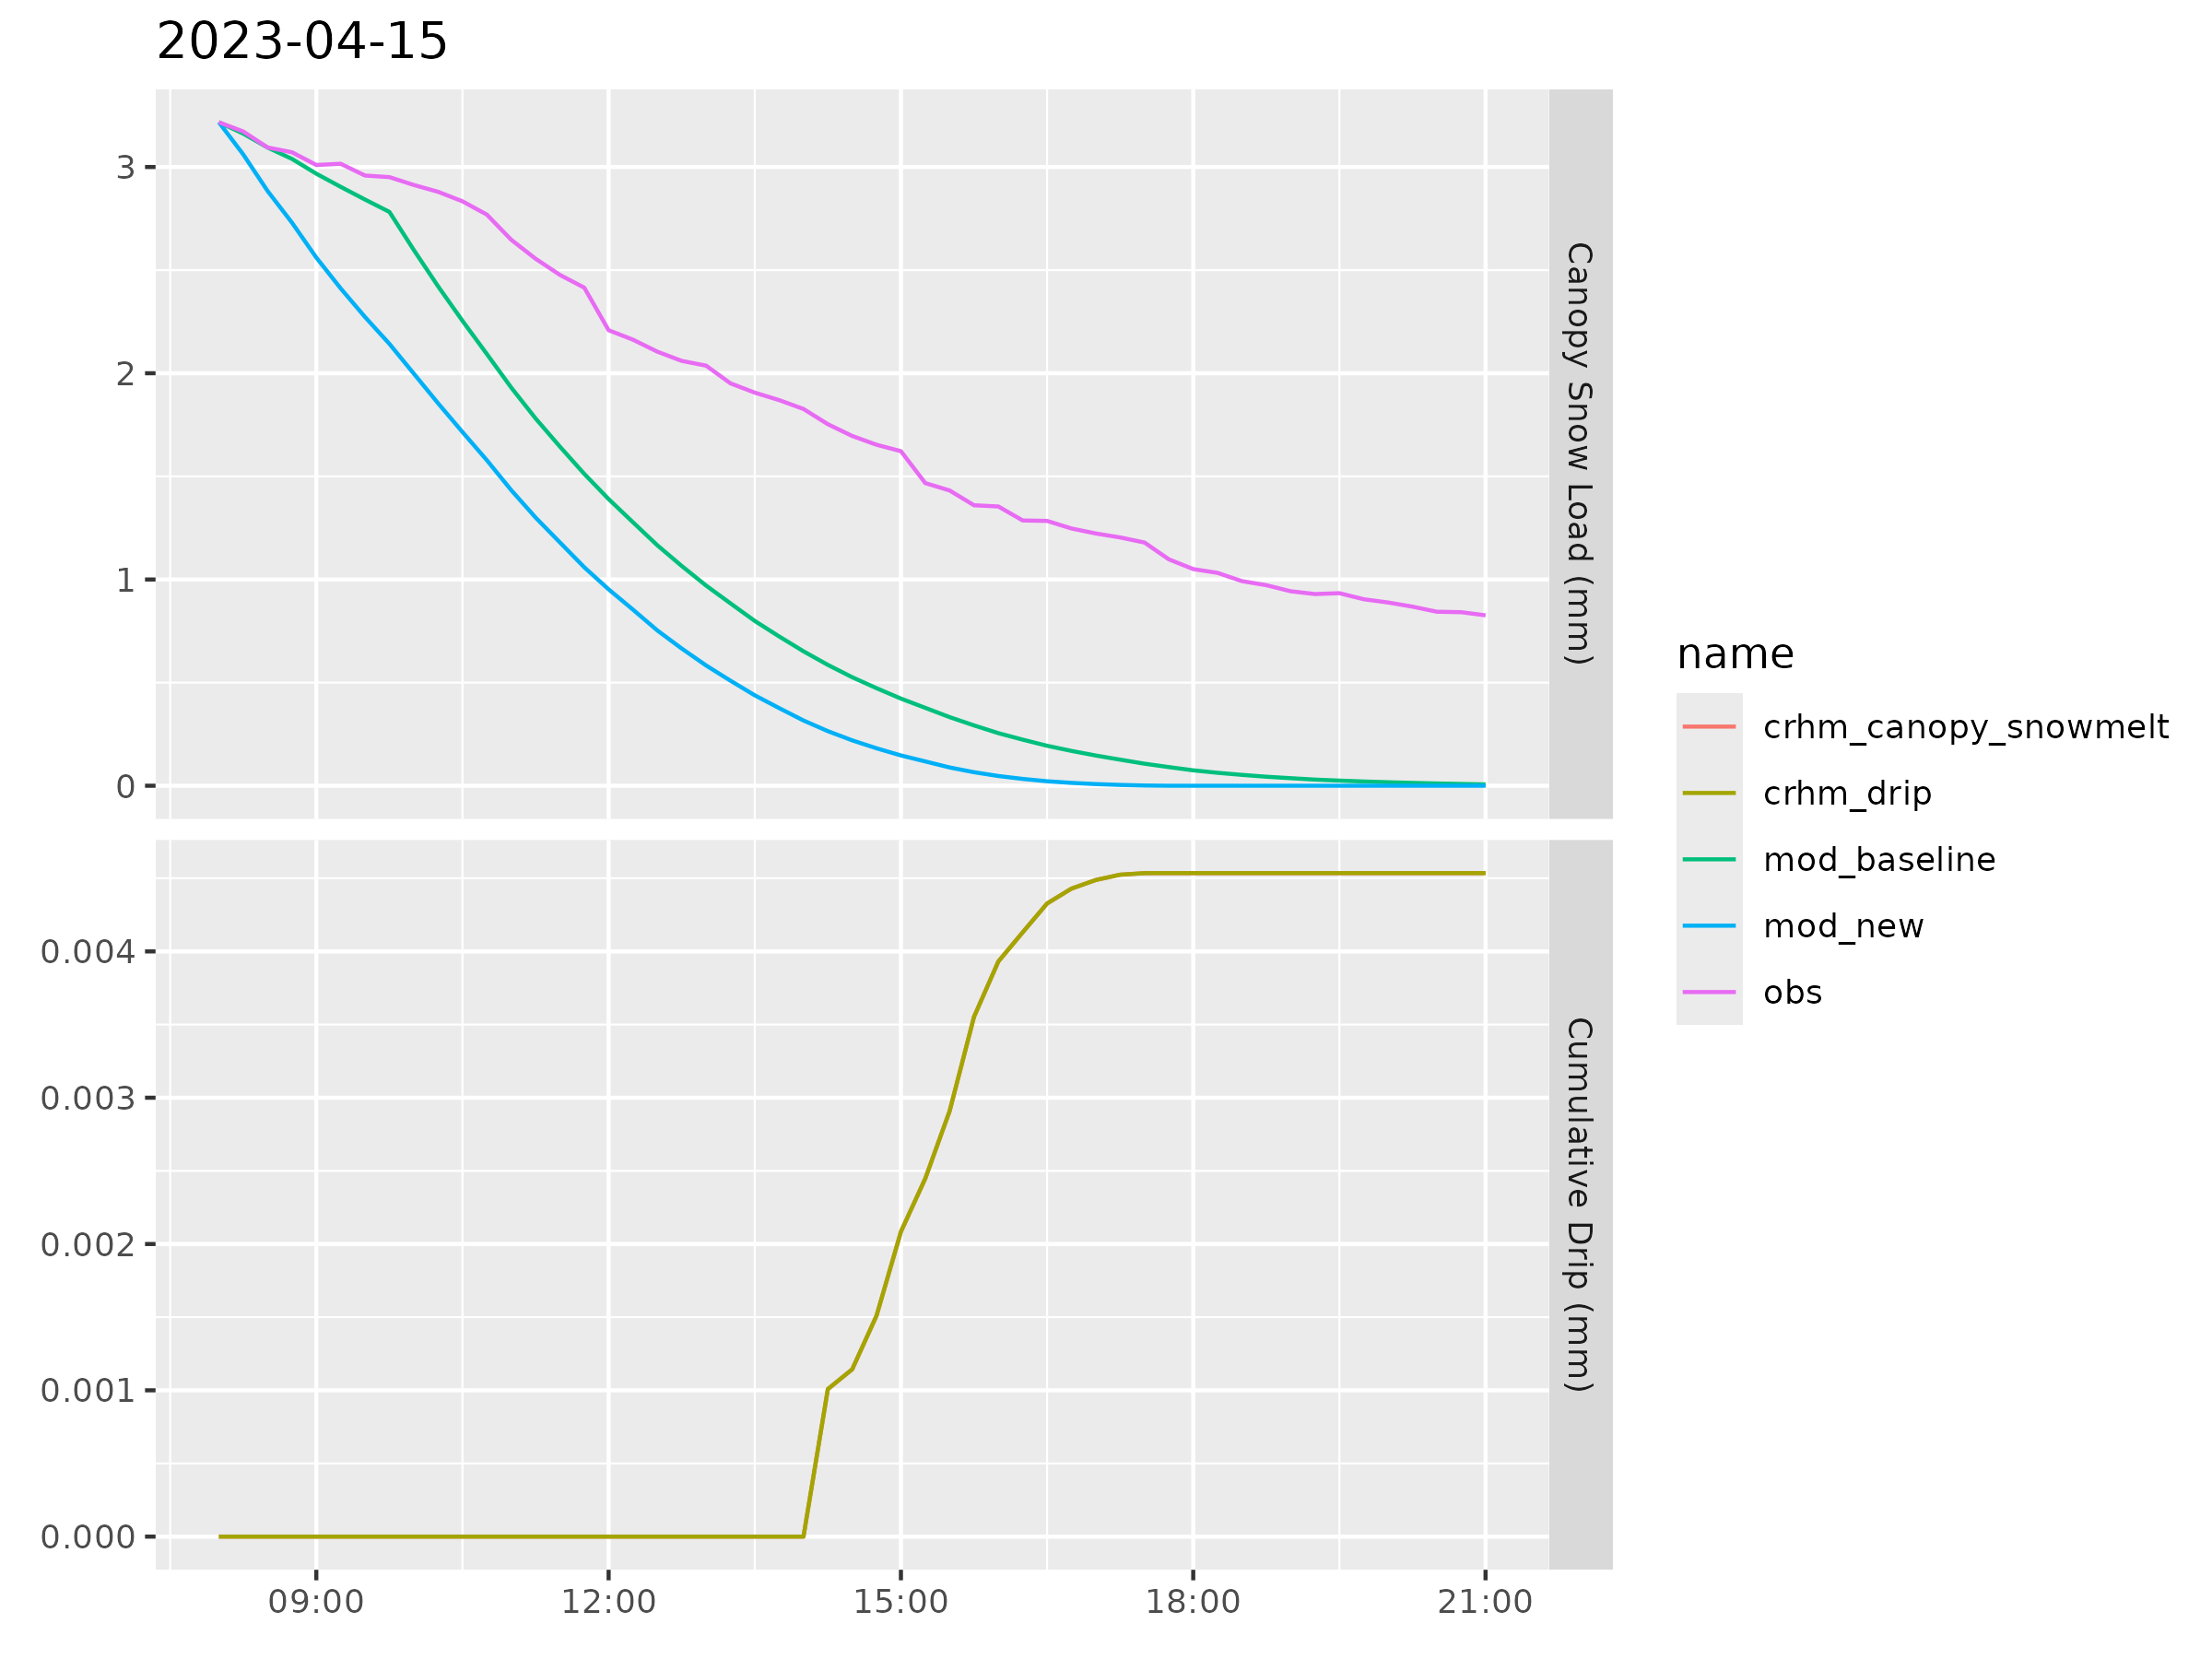 2023-04-15
3
2
1
0
Canopy Snow Load (mm)
0.004
0.003
0.002
0.001
0.000
Cumulative Drip (mm)
09:00
12:00
15:00
18:00
21:00
name
crhm_canopy_snowmelt
crhm_drip
mod_baseline
mod_new
obs